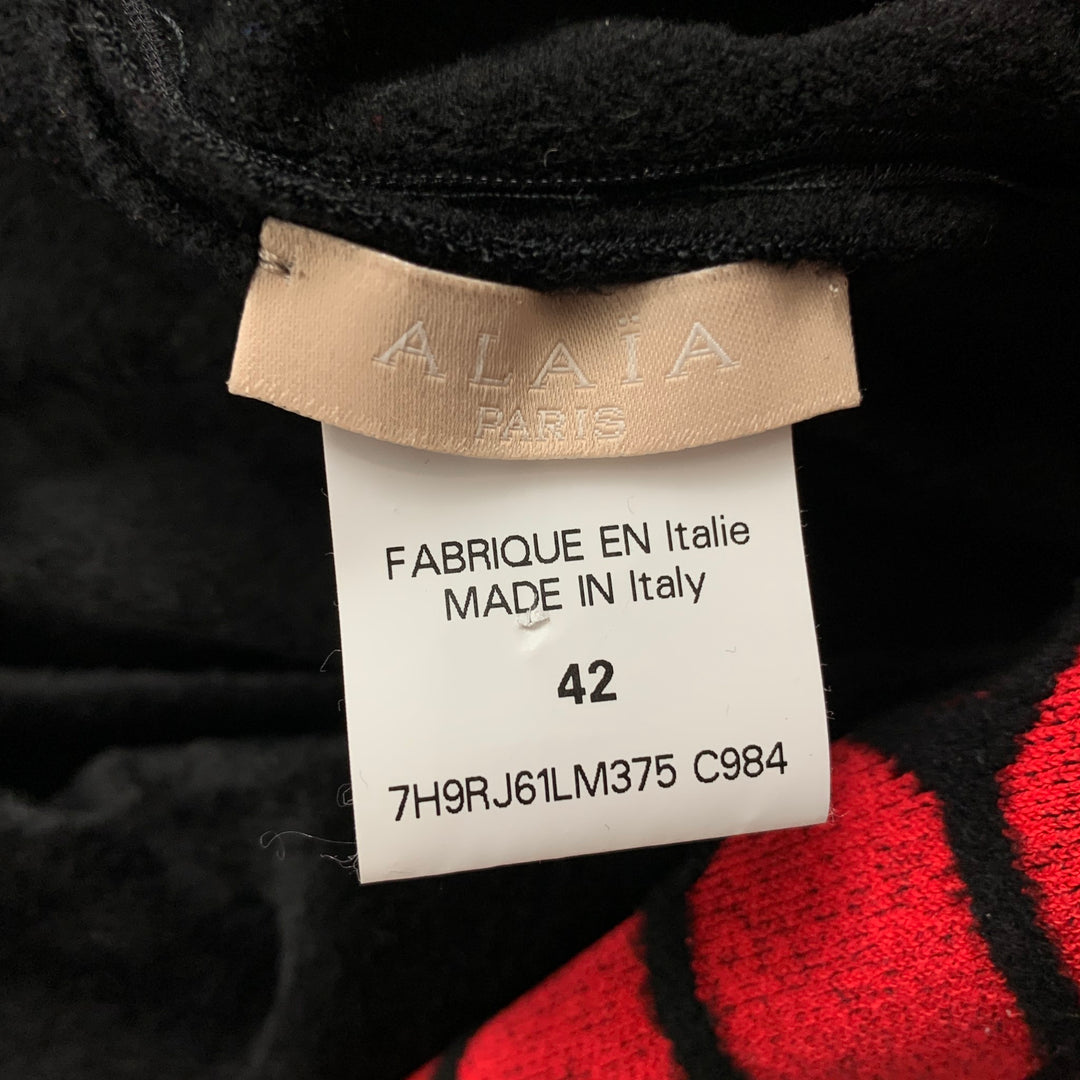 ALAÏA
PARIS
FABRIQUE EN Italie
MADE IN Italy
42
7H9RJ61LM375 C984